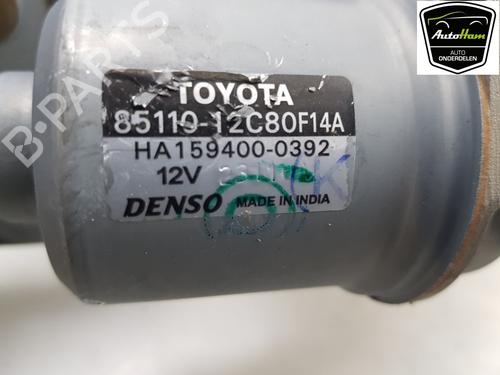 AutoHam
AUTO
ONDERDELEN
TOYOTA
85110-12C80F14A
HA159400-0392
12V
DENSO MADE IN INDIA
B-PARTS